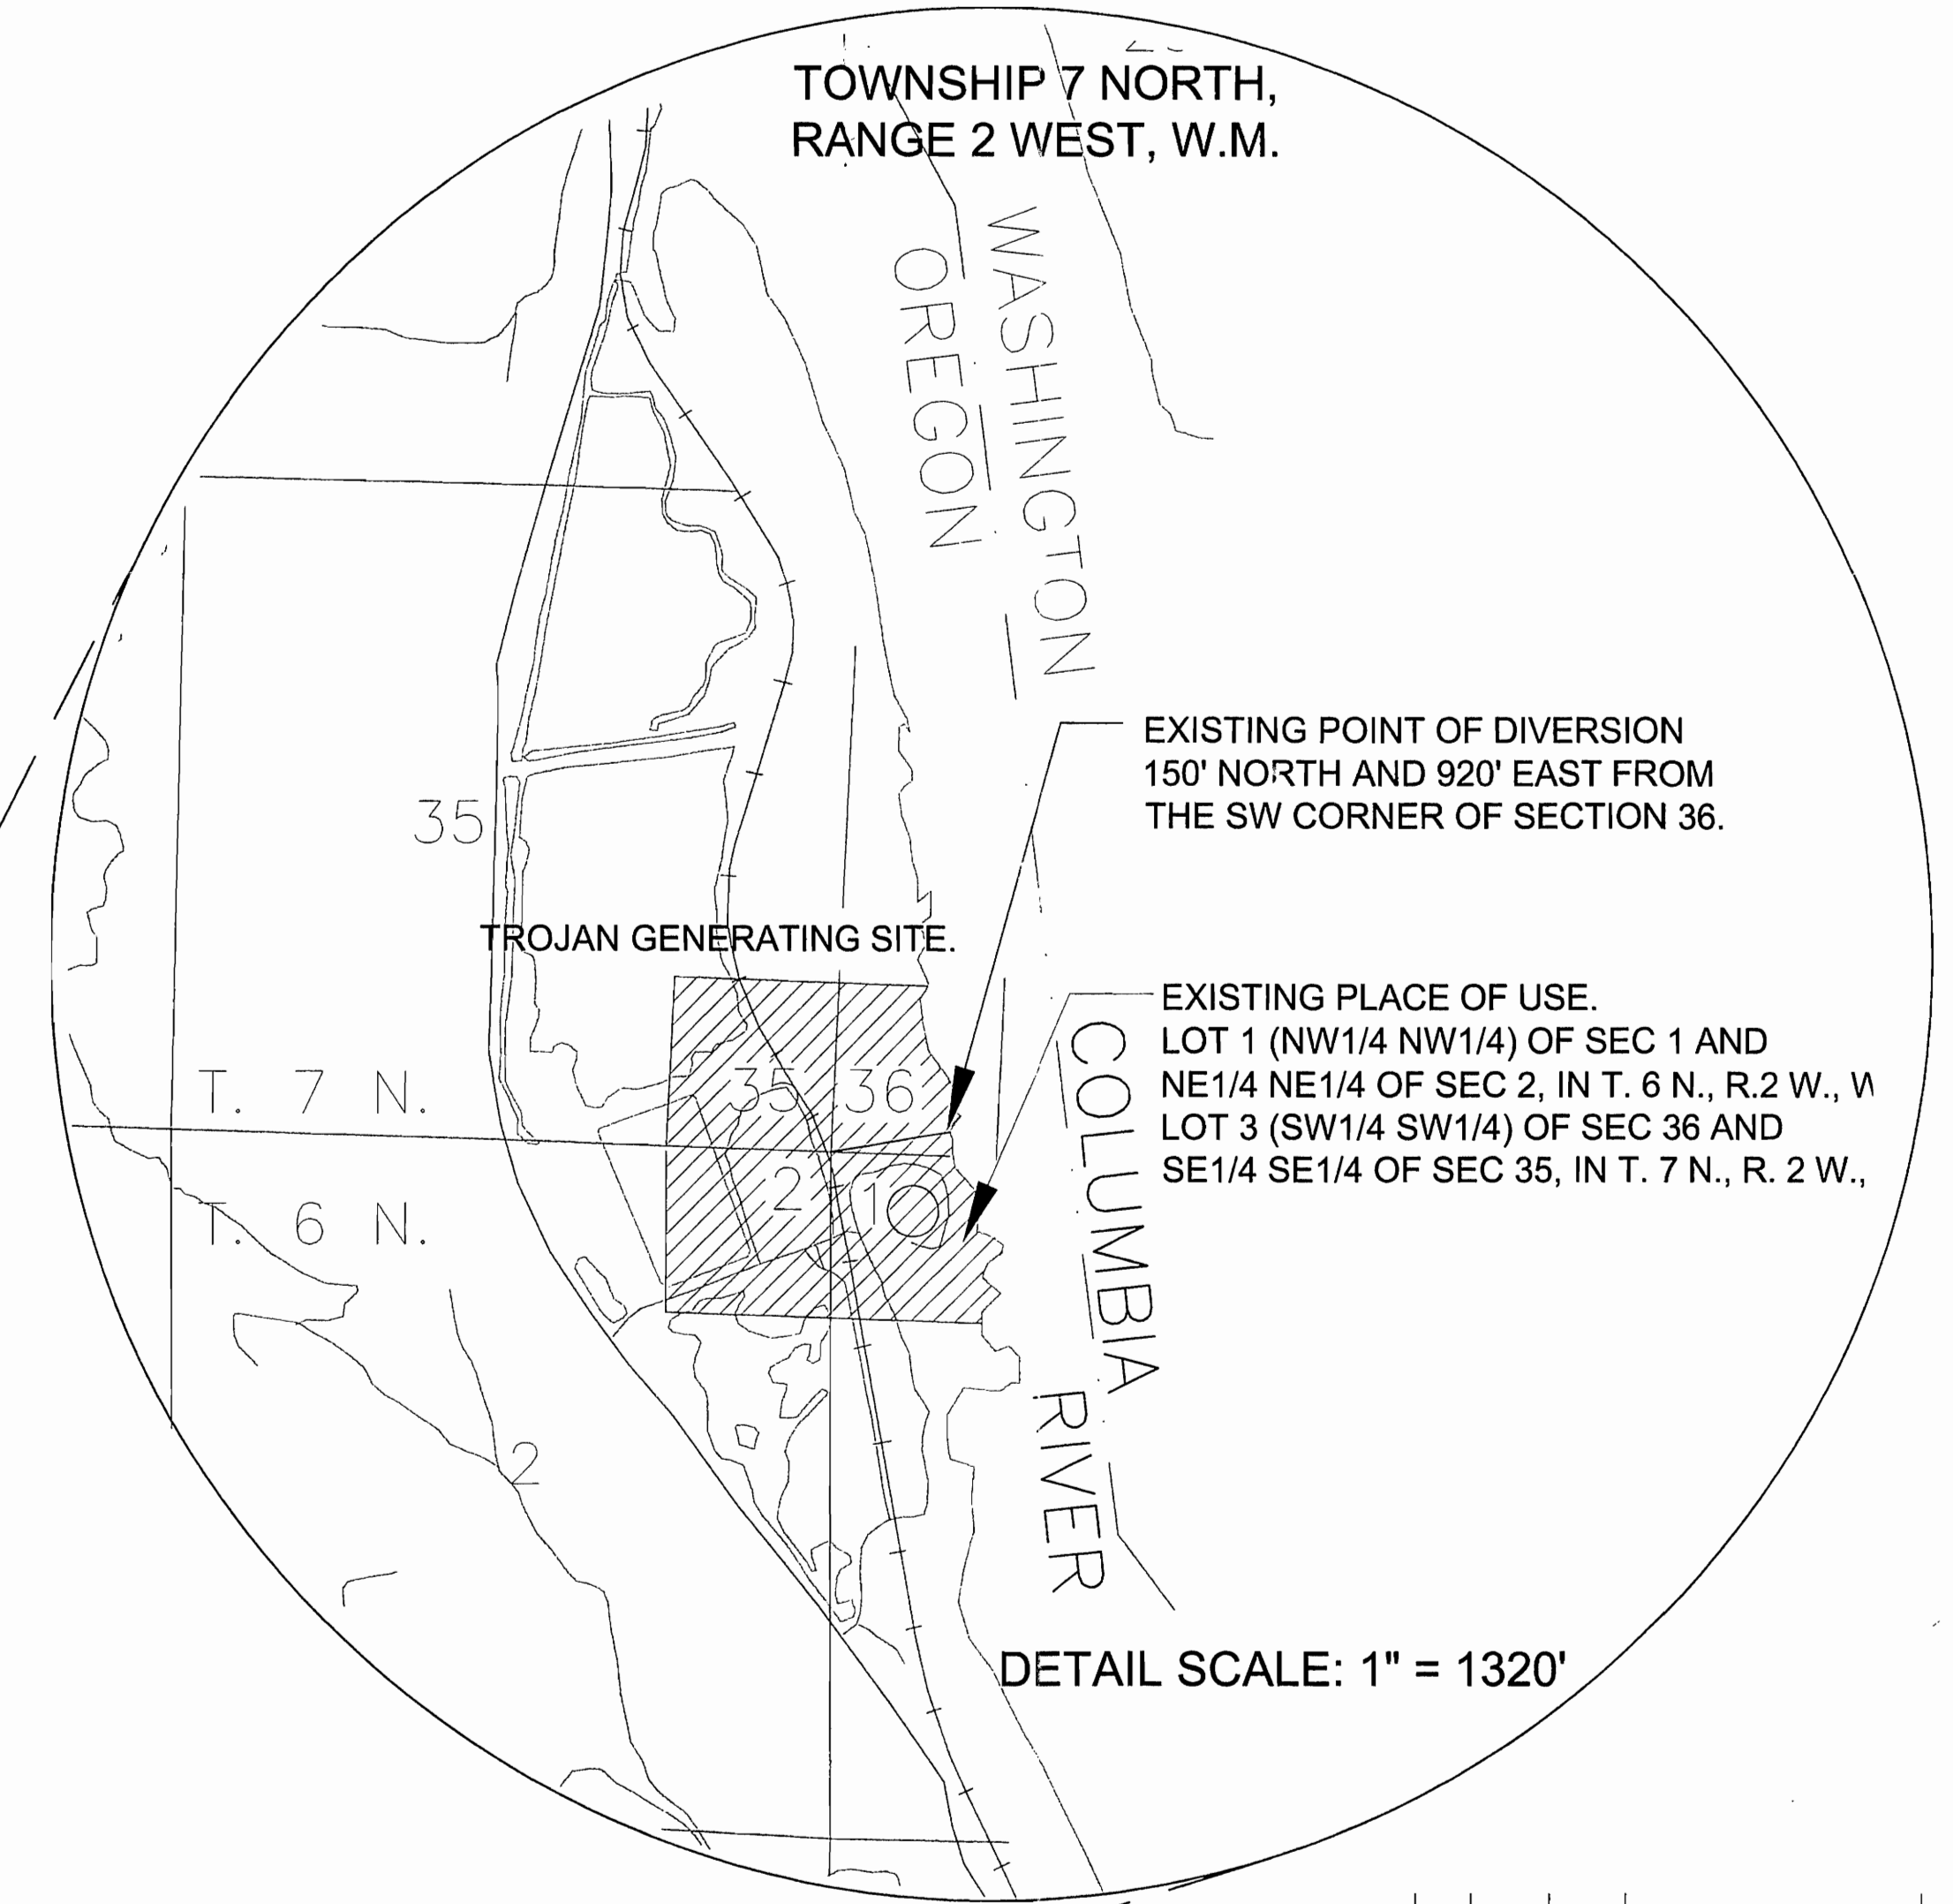 TOWNSHIP 7 NORTH,
RANGE 2 WEST, W.M.
WASHINGTON
OREGON
EXISTING POINT OF DIVERSION
150' NORTH AND 920' EAST FROM
THE SW CORNER OF SECTION 36.
35
TROJAN GENERATING SITE.
EXISTING PLACE OF USE.
LOT 1 (NW1/4 NW1/4) OF SEC 1 AND
NE1/4 NE1/4 OF SEC 2, IN T. 6 N., R.2 W.,
LOT 3 (SW1/4 SW1/4) OF SEC 36 AND
SE1/4 SE1/4 OF SEC 35, IN T. 7 N., R. 2 W.,
T. 7 N.
35 36
2 1
T. 6 N.
COLUMBIA
RIVER
2
DETAIL SCALE: 1" = 1320'